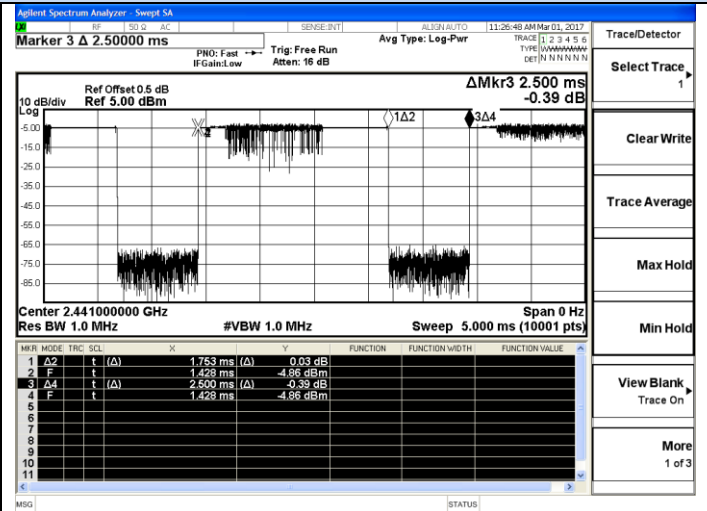 Agilent Spectrum Analyzer - Swept SA
LXI RF 50 Ω AC SENSE:INT ALIGN AUTO 11:26:48 AM Mar 01, 2017
Marker 3 Δ 2.50000 ms
PNO: Fast
IFGain:Low
Trig: Free Run
Atten: 16 dB
Avg Type: Log-Pwr
TRACE 1 2 3 4 5 6
TYPE WWWWWW
DET N N N N N N
Ref Offset 0.5 dB
10 dB/div Ref 5.00 dBm
ΔMkr3 2.500 ms
-0.39 dB
Log
1Δ2 3Δ4
-5.00
-15.0
-25.0
-35.0
-45.0
-55.0
-65.0
-75.0
-85.0
Center 2.441000000 GHz Span 0 Hz
Res BW 1.0 MHz #VBW 1.0 MHz Sweep 5.000 ms (10001 pts)
MKR MODE TRC SCL X Y FUNCTION FUNCTION WIDTH FUNCTION VALUE
1 Δ2 t (Δ) 1.753 ms (Δ) 0.03 dB
2 F t 1.428 ms -4.86 dBm
3 Δ4 t (Δ) 2.500 ms (Δ) -0.39 dB
4 F t 1.428 ms -4.86 dBm
5
6
7
8
9
10
11
MSG STATUS
Trace/Detector
Select Trace
1
Clear Write
Trace Average
Max Hold
Min Hold
View Blank
Trace On
More
1 of 3